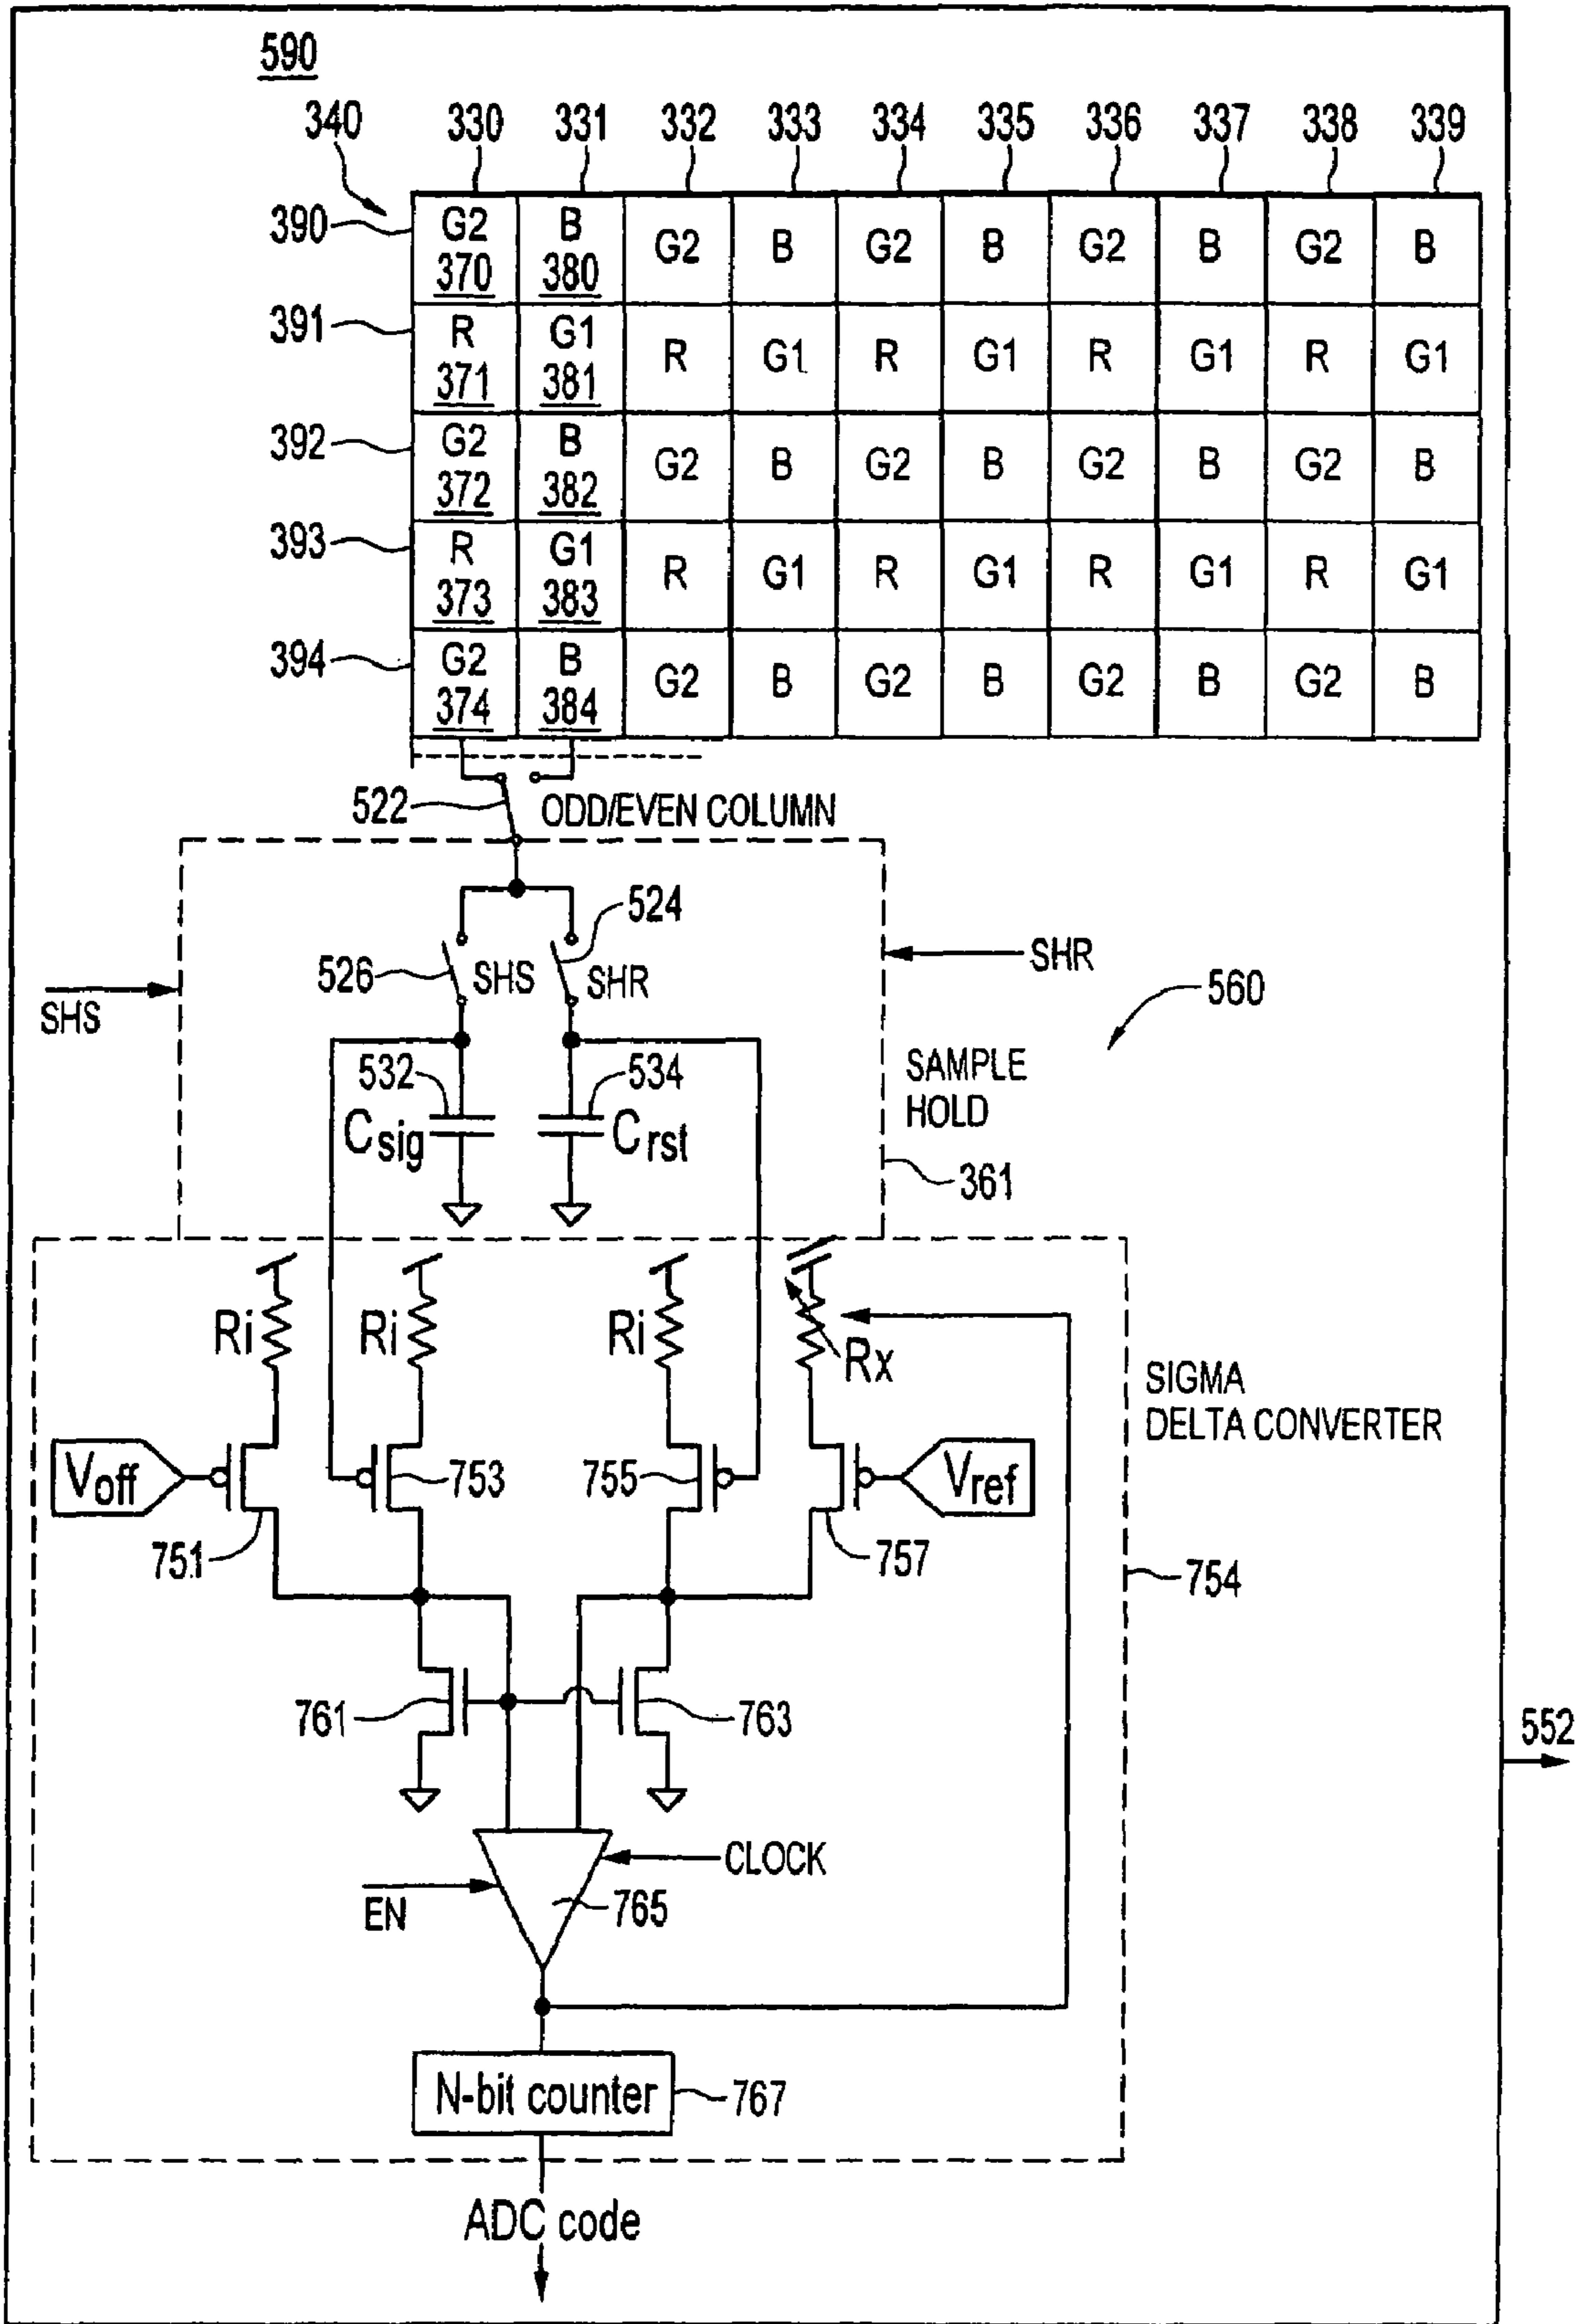 590
340 330 331 332 333 334 335 336 337 338 339
390 G2 B G2 B G2 B G2 B G2 B
370 380
391 R G1 R G1 R G1 R G1 R G1
371 381
392 G2 B G2 B G2 B G2 B G2 B
372 382
393 R G1 R G1 R G1 R G1 R G1
373 383
394 G2 B G2 B G2 B G2 B G2 B
374 384
522 ODD/EVEN COLUMN
524
526 SHS SHR SHR
SHS 560
532 534 SAMPLE
HOLD
Csig Crst
361
Ri Ri Ri Rx
SIGMA
DELTA CONVERTER
Voff 753 755 Vref
751 757 754
761 763
552
CLOCK
EN 765
N-bit counter 767
ADC code